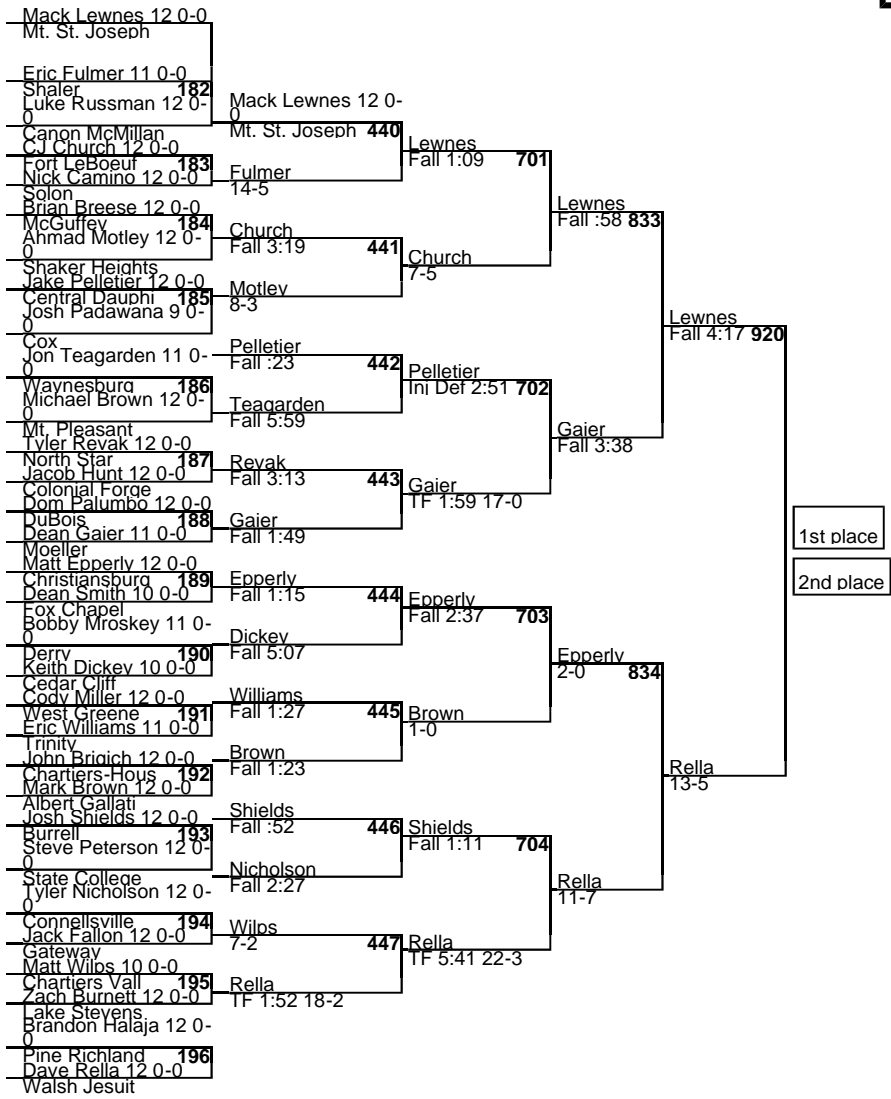 Mack Lewnes 12 0-0
Mt. St. Joseph
Eric Fulmer 11 0-0
Shaler 182
Luke Russman 12 0-
0
Canon McMillan
CJ Church 12 0-0
Fort LeBoeuf 183
Nick Camino 12 0-0
Solon
Brian Breese 12 0-0
McGuffey 184
Ahmad Motley 12 0-
0
Shaker Heights
Jake Pelletier 12 0-0
Central Dauphi 185
Josh Padawana 9 0-
0
Cox
Jon Teagarden 11 0-
0
Waynesburg 186
Michael Brown 12 0-
0
Mt. Pleasant
Tyler Revak 12 0-0
North Star 187
Jacob Hunt 12 0-0
Colonial Forge
Dom Palumbo 12 0-0
DuBois 188
Dean Gaier 11 0-0
Moeller
Matt Epperly 12 0-0
Christiansburg 189
Dean Smith 10 0-0
Fox Chapel
Bobby Mroskey 11 0-
0
Derry 190
Keith Dickey 10 0-0
Cedar Cliff
Cody Miller 12 0-0
West Greene 191
Eric Williams 11 0-0
Trinity
John Brigich 12 0-0
Chartiers-Hous 192
Mark Brown 12 0-0
Albert Gallati
Josh Shields 12 0-0
Burrell 193
Steve Peterson 12 0-
0
State College
Tyler Nicholson 12 0-
0
Connellsville 194
Jack Fallon 12 0-0
Gateway
Matt Wilps 10 0-0
Chartiers Vall 195
Zach Burnett 12 0-0
Lake Stevens
Brandon Halaja 12 0-
0
Pine Richland 196
Dave Rella 12 0-0
Walsh Jesuit
Mack Lewnes 12 0-
0
Mt. St. Joseph 440
Fulmer
14-5
Church
Fall 3:19 441
Motley
8-3
Pelletier
Fall :23 442
Teagarden
Fall 5:59
Revak
Fall 3:13 443
Gaier
Fall 1:49
Epperly
Fall 1:15 444
Dickey
Fall 5:07
Williams
Fall 1:27 445
Brown
Fall 1:23
Shields
Fall :52 446
Nicholson
Fall 2:27
Wilps
7-2 447
Rella
TF 1:52 18-2
Lewnes
Fall 1:09 701
Church
7-5
Pelletier
Inj Def 2:51 702
Gaier
TF 1:59 17-0
Epperly
Fall 2:37 703
Brown
1-0
Shields
Fall 1:11 704
Rella
TF 5:41 22-3
Lewnes
Fall :58 833
Gaier
Fall 3:38
Epperly
2-0 834
Rella
11-7
Lewnes
Fall 4:17 920
Rella
13-5
1st place
2nd place